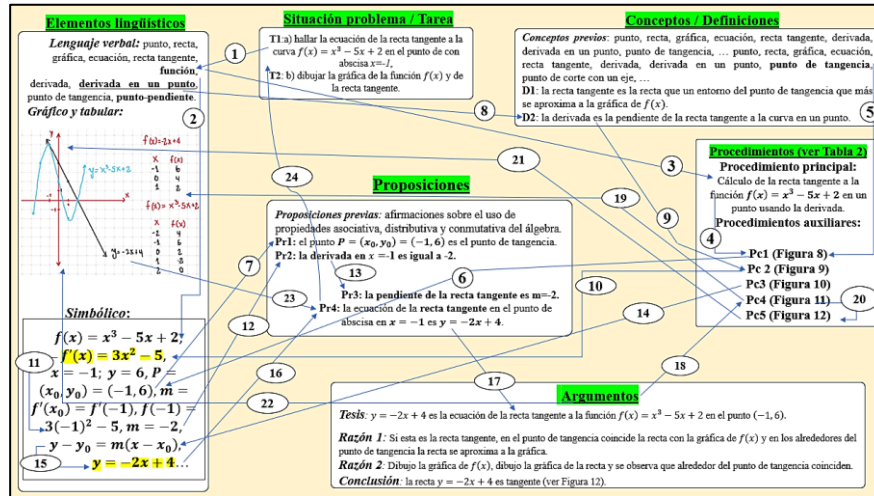 Elementos lingüísticos
Lenguaje verbal: punto, recta,
gráfica, ecuación, recta tangente,
función,
derivada, derivada en un punto,
punto de tangencia, punto-pendiente.
Gráfico y tabular:
y
x
y=x³-5x+2
y=-2x+4
f(x)=-2x+4
x f(x)
-1 6
0 4
1 2
f(x)=x³-5x+2
x f(x)
-2 4
-1 6
0 2
1 -2
2 0
Simbólico:
f(x) = x³ − 5x + 2,
f'(x) = 3x² − 5,
x = −1; y = 6, P =
(x₀, y₀) = (−1, 6), m =
f'(x₀) = f'(−1), f(−1) =
3(−1)² − 5, m = −2,
y − y₀ = m(x − x₀),
y = −2x + 4…
Situación problema / Tarea
T1:a) hallar la ecuación de la recta tangente a la
curva f(x) = x³ − 5x + 2 en el punto de con
abscisa x=-1,
T2: b) dibujar la gráfica de la función f(x) y de
la recta tangente.
Conceptos / Definiciones
Conceptos previos: punto, recta, gráfica, ecuación, recta tangente, derivada,
derivada en un punto, punto de tangencia, … punto, recta, gráfica, ecuación,
recta tangente, derivada, derivada en un punto, punto de tangencia,
punto de corte con un eje, …
D1: la recta tangente es la recta que un entorno del punto de tangencia que más
se aproxima a la gráfica de f(x).
D2: la derivada es la pendiente de la recta tangente a la curva en un punto.
Proposiciones
Proposiciones previas: afirmaciones sobre el uso de
propiedades asociativa, distributiva y conmutativa del álgebra.
Pr1: el punto P = (x₀, y₀) = (−1, 6) es el punto de tangencia.
Pr2: la derivada en x =-1 es igual a -2.
Pr3: la pendiente de la recta tangente es m=-2.
Pr4: la ecuación de la recta tangente en el punto de
abscisa en x = −1 es y = −2x + 4.
Procedimientos (ver Tabla 2)
Procedimiento principal:
Cálculo de la recta tangente a la
función f(x) = x³ − 5x + 2 en un
punto usando la derivada.
Procedimientos auxiliares:
Pc1 (Figura 8)
Pc 2 (Figura 9)
Pc3 (Figura 10)
Pc4 (Figura 11)
Pc5 (Figura 12)
Argumentos
Tesis: y = −2x + 4 es la ecuación de la recta tangente a la función f(x) = x³ − 5x + 2 en el punto (−1, 6).
Razón 1: Si esta es la recta tangente, en el punto de tangencia coincide la recta con la gráfica de f(x) y en los alrededores del
punto de tangencia la recta se aproxima a la gráfica.
Razón 2: Dibujo la gráfica de f(x), dibujo la gráfica de la recta y se observa que alrededor del punto de tangencia coinciden.
Conclusión: la recta y = −2x + 4 es tangente (ver Figura 12).
1
2
3
4
5
6
7
8
9
10
11
12
13
14
15
16
17
18
19
20
21
22
23
24